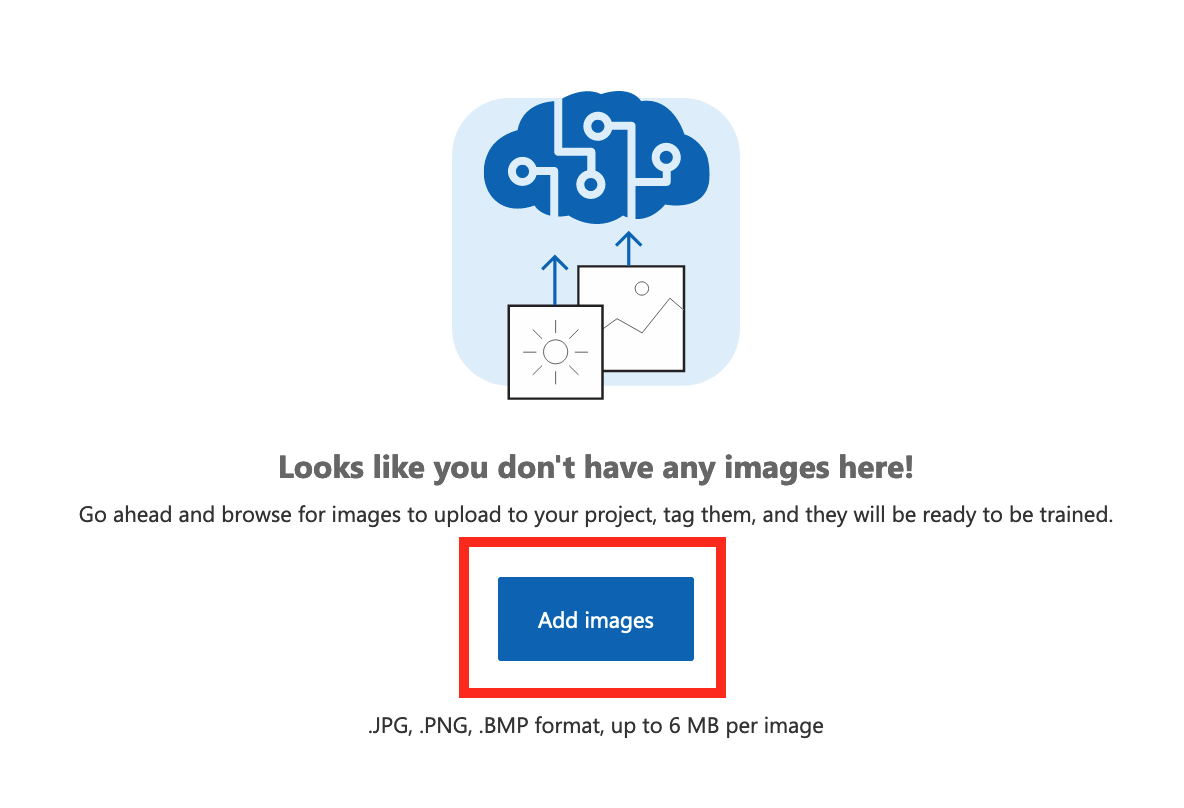 Looks like you don't have any images here!
Go ahead and browse for images to upload to your project, tag them, and they will be ready to be trained.
Add images
.JPG, .PNG, .BMP format, up to 6 MB per image